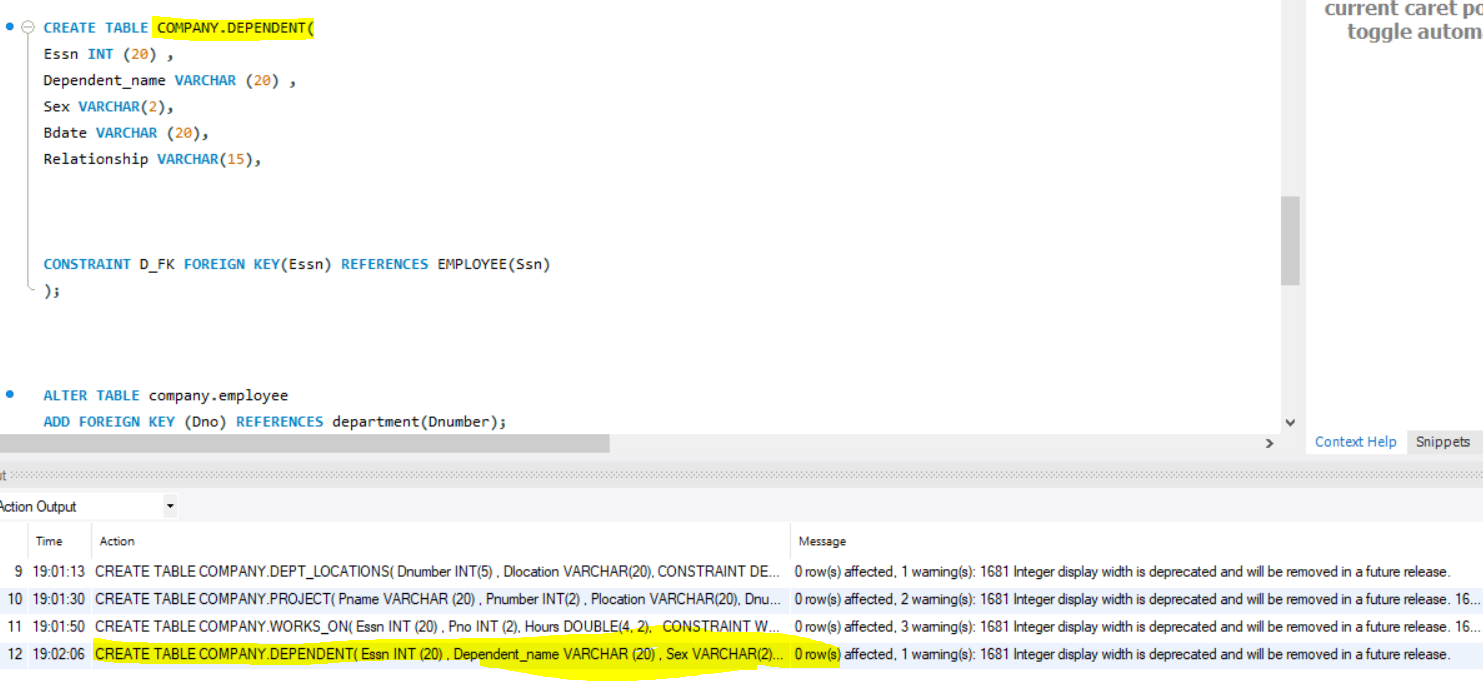 current caret po
toggle automa
CREATE TABLE COMPANY.DEPENDENT(
Essn INT (20) ,
Dependent_name VARCHAR (20) ,
Sex VARCHAR(2),
Bdate VARCHAR (20),
Relationship VARCHAR(15),
CONSTRAINT D_FK FOREIGN KEY(Essn) REFERENCES EMPLOYEE(Ssn)
);
ALTER TABLE company.employee
ADD FOREIGN KEY (Dno) REFERENCES department(Dnumber);
Context Help Snippets
ut
Action Output
Time Action Message
9 19:01:13 CREATE TABLE COMPANY.DEPT_LOCATIONS( Dnumber INT(5) , Dlocation VARCHAR(20), CONSTRAINT DE... 0 row(s) affected, 1 warning(s): 1681 Integer display width is deprecated and will be removed in a future release.
10 19:01:30 CREATE TABLE COMPANY.PROJECT( Pname VARCHAR (20) , Pnumber INT(2) , Plocation VARCHAR(20), Dnu... 0 row(s) affected, 2 warning(s): 1681 Integer display width is deprecated and will be removed in a future release. 16...
11 19:01:50 CREATE TABLE COMPANY.WORKS_ON( Essn INT (20) , Pno INT (2), Hours DOUBLE(4, 2), CONSTRAINT W... 0 row(s) affected, 3 warning(s): 1681 Integer display width is deprecated and will be removed in a future release. 16...
12 19:02:06 CREATE TABLE COMPANY.DEPENDENT( Essn INT (20) , Dependent_name VARCHAR (20) , Sex VARCHAR(2)... 0 row(s) affected, 1 warning(s): 1681 Integer display width is deprecated and will be removed in a future release.